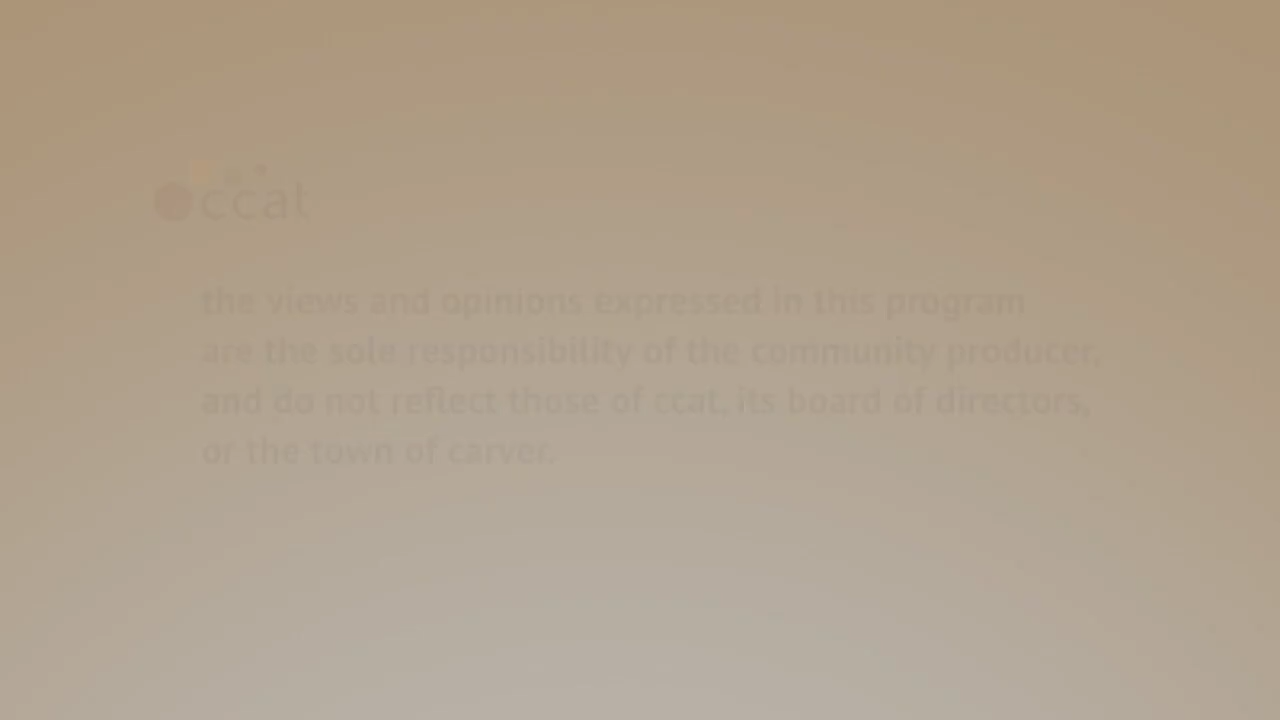 ccat
the views and opinions expressed in this program
are the sole responsibility of the community producer,
and do not reflect those of ccat, its board of directors,
or the town of carver.